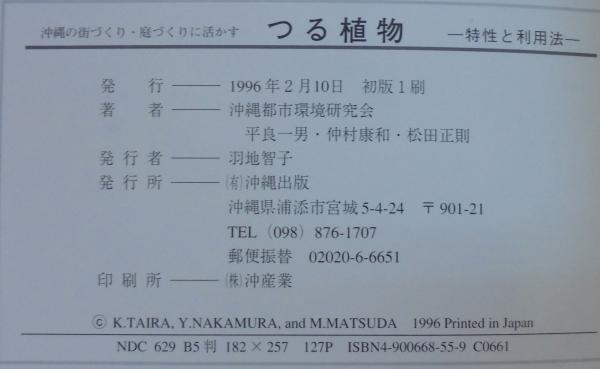 沖縄の街づくり・庭づくりに活かす つる植物 ―特性と利用法―
発行 ―― 1996年2月10日 初版1刷
著者 ―― 沖縄都市環境研究会
平良一男・仲村康和・松田正則
発行者 ―― 羽地智子
発行所 ―― ㈲沖縄出版
沖縄県浦添市宮城5-4-24 〒901-21
TEL (098) 876-1707
郵便振替 02020-6-6651
印刷所 ―― ㈱沖産業
Ⓒ K.TAIRA, Y.NAKAMURA, and M.MATSUDA 1996 Printed in Japan
NDC 629 B5判 182×257 127P ISBN4-900668-55-9 C0661